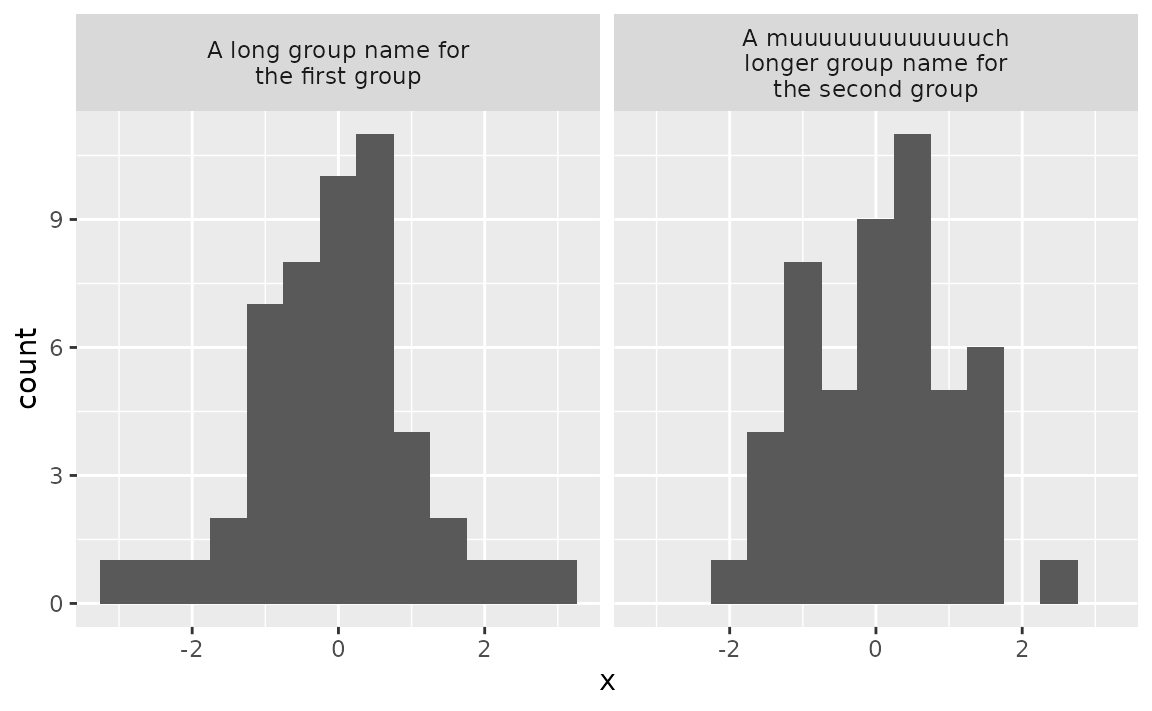 A long group name for
the first group
A muuuuuuuuuuuuuch
longer group name for
the second group
count
9
6
3
0
-2
0
2
-2
0
2
x